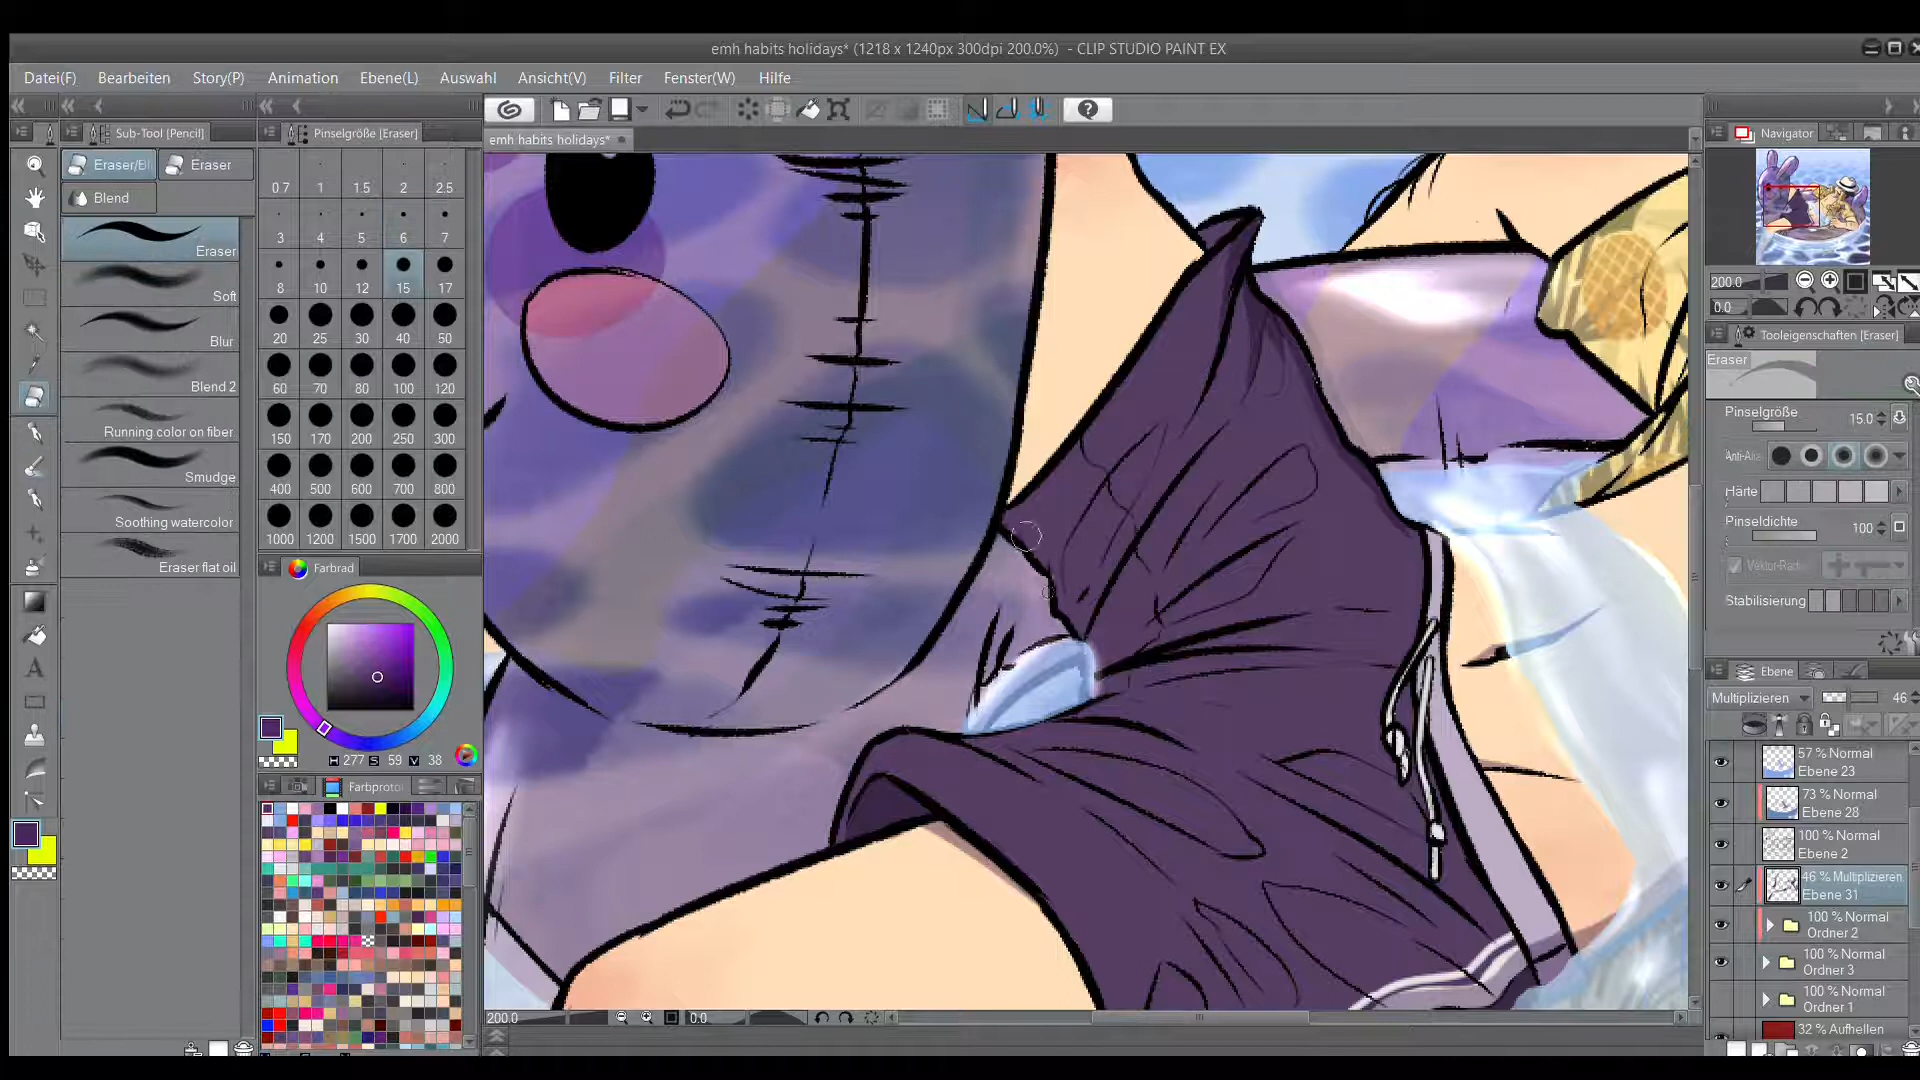 emh habits holidays* (1218 x 1240px 300dpi 200.0%) - CLIP STUDIO PAINT EX
Datei(F) Bearbeiten Story(P) Animation Ebene(L) Auswahl Ansicht(V) Filter Fenster(W) Hilfe
Sub-Tool [Pencil]
Eraser/Bl Eraser
Blend
Eraser
Soft
Blur
Blend 2
Running color on fiber
Smudge
Soothing watercolor
Eraser flat oil
Pinselgröße [Eraser]
0.7 1 1.5 2 2.5
3 4 5 6 7
8 10 12 15 17
20 25 30 40 50
60 70 80 100 120
150 170 200 250 300
400 500 600 700 800
1000 1200 1500 1700 2000
Farbrad
H 277 S 59 V 38
Farbproto
emh habits holidays*
200.0 0.0
Navigator
200.0
0.0
Tooleigenschaften [Eraser]
Eraser
Pinselgröße 15.0
Anti-Alia
Härte
Pinseldichte 100
Vektor-Radi
Stabilisierung
Ebene
Multiplizieren 46
57 % Normal
Ebene 23
73 % Normal
Ebene 28
100 % Normal
Ebene 2
46 % Multiplizieren
Ebene 31
100 % Normal
Ordner 2
100 % Normal
Ordner 3
100 % Normal
Ordner 1
32 % Aufhellen